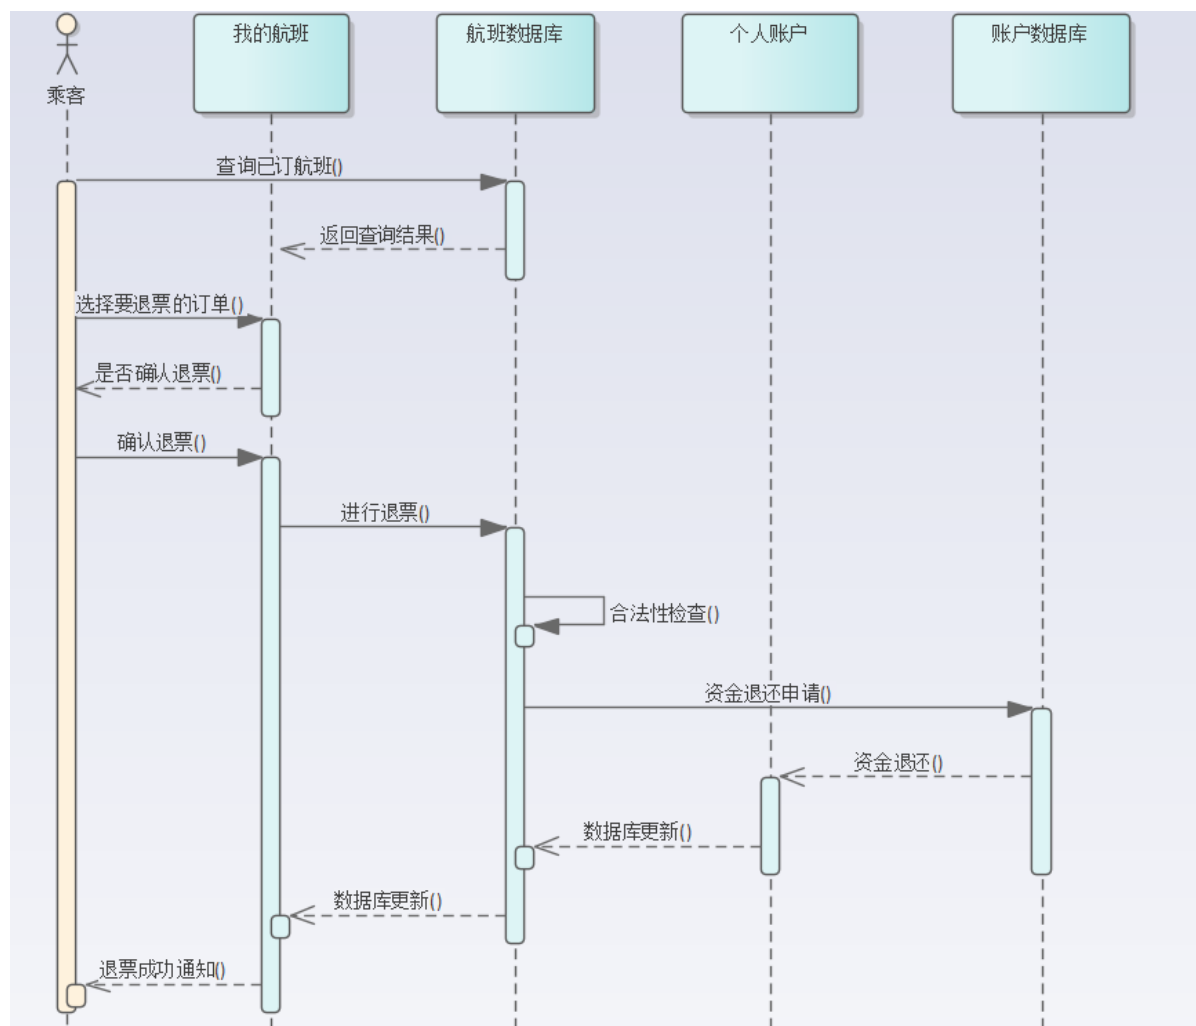 乘客
我的航班
航班数据库
个人账户
账户数据库
查询已订航班()
返回查询结果()
选择要退票的订单()
是否确认退票()
确认退票()
进行退票()
合法性检查()
资金退还申请()
资金退还()
数据库更新()
数据库更新()
退票成功通知()